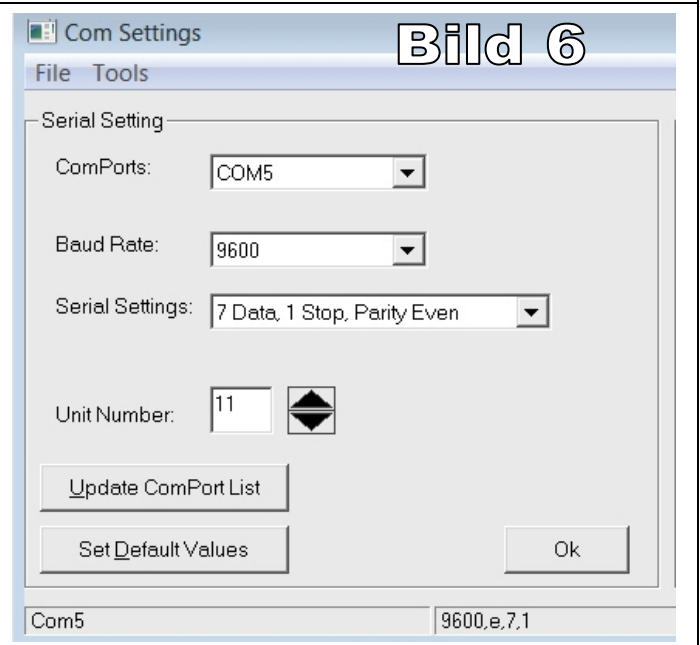 Com Settings
Bild 6
File Tools
Serial Setting
ComPorts: COM5
Baud Rate: 9600
Serial Settings: 7 Data, 1 Stop, Parity Even
Unit Number: 11
Update ComPort List
Set Default Values Ok
Com5 9600,e,7,1